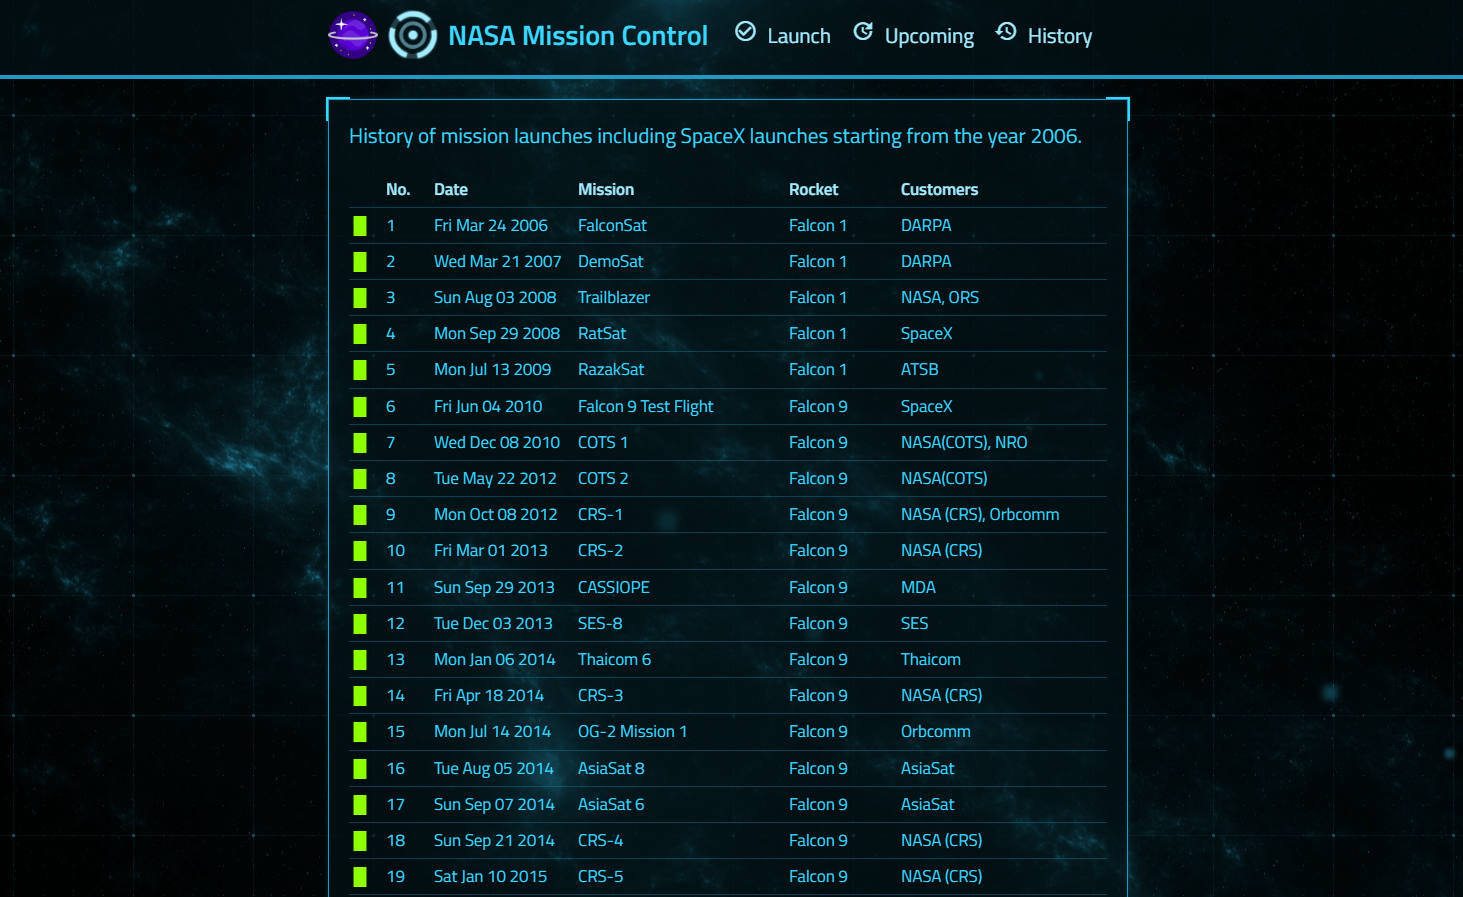 NASA Mission Control Launch Upcoming History
History of mission launches including SpaceX launches starting from the year 2006.
No. Date Mission Rocket Customers
1 Fri Mar 24 2006 FalconSat Falcon 1 DARPA
2 Wed Mar 21 2007 DemoSat Falcon 1 DARPA
3 Sun Aug 03 2008 Trailblazer Falcon 1 NASA, ORS
4 Mon Sep 29 2008 RatSat Falcon 1 SpaceX
5 Mon Jul 13 2009 RazakSat Falcon 1 ATSB
6 Fri Jun 04 2010 Falcon 9 Test Flight Falcon 9 SpaceX
7 Wed Dec 08 2010 COTS 1 Falcon 9 NASA(COTS), NRO
8 Tue May 22 2012 COTS 2 Falcon 9 NASA(COTS)
9 Mon Oct 08 2012 CRS-1 Falcon 9 NASA (CRS), Orbcomm
10 Fri Mar 01 2013 CRS-2 Falcon 9 NASA (CRS)
11 Sun Sep 29 2013 CASSIOPE Falcon 9 MDA
12 Tue Dec 03 2013 SES-8 Falcon 9 SES
13 Mon Jan 06 2014 Thaicom 6 Falcon 9 Thaicom
14 Fri Apr 18 2014 CRS-3 Falcon 9 NASA (CRS)
15 Mon Jul 14 2014 OG-2 Mission 1 Falcon 9 Orbcomm
16 Tue Aug 05 2014 AsiaSat 8 Falcon 9 AsiaSat
17 Sun Sep 07 2014 AsiaSat 6 Falcon 9 AsiaSat
18 Sun Sep 21 2014 CRS-4 Falcon 9 NASA (CRS)
19 Sat Jan 10 2015 CRS-5 Falcon 9 NASA (CRS)